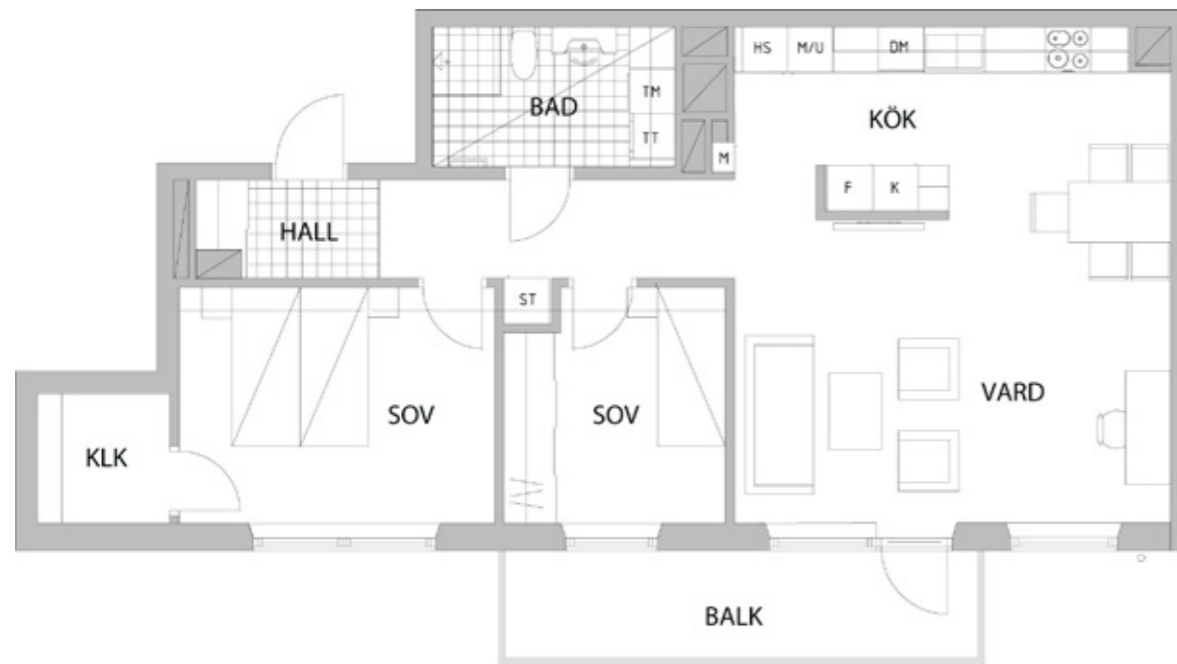 HS M/U DM
TM
BAD
KÖK
TT
M
F K
HALL
ST
VARD
SOV SOV
KLK
BALK